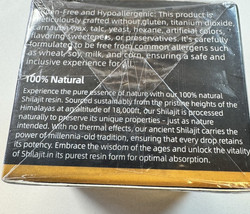 Gluten-Free and Hypoallergenic: This product is
meticulously crafted without gluten, titanium dioxide,
carnauba wax, talc, yeast, hexane, artificial colors,
flavoring, sweeteners, or preservatives. It's carefully
formulated to be free from common allergens such
as wheat, soy, milk, and corn, ensuring a safe and
inclusive experience for all.
100% Natural
Experience the pure essence of nature with our 100% natural
Shilajit resin. Sourced sustainably from the pristine heights of the
Himalayas at altitude of 18,000ft, our Shilajit is processed
naturally to preserve its unique properties - just as nature
intended. With no thermal effects, our ancient Shilajit carries the
power of millennia-old tradition, ensuring that every drop retains
its potency. Embrace the wisdom of the ages and unlock the vitality
of Shilajit in its purest resin form for optimal absorption.